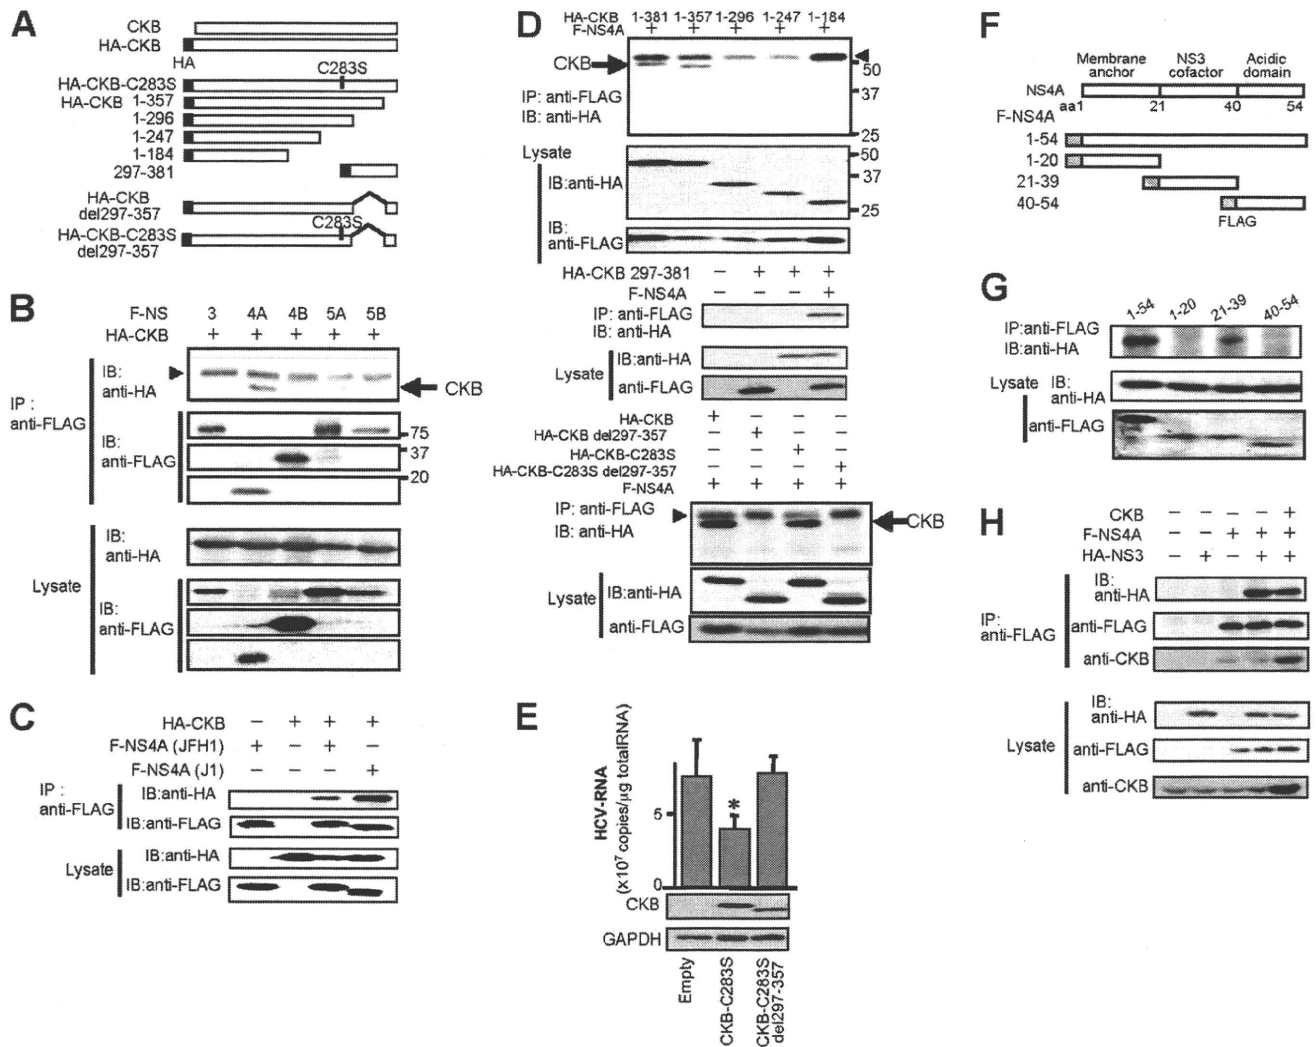 A
CKB
HA-CKB
HA
C283S
HA-CKB-C283S
HA-CKB 1-357
1-296
1-247
1-184
297-381
HA-CKB
del297-357
C283S
HA-CKB-C283S
del297-357
B
F-NS 3 4A 4B 5A 5B
HA-CKB + + + + +
IP :
anti-FLAG
IB:
anti-HA
CKB
IB:
anti-FLAG
75
37
20
Lysate
IB:
anti-HA
IB:
anti-FLAG
C
HA-CKB − + + +
F-NS4A (JFH1) + − + −
F-NS4A (J1) − − − +
IP :
anti-FLAG
IB:anti-HA
IB:anti-FLAG
Lysate
IB:anti-HA
IB:anti-FLAG
D
HA-CKB 1-381 1-357 1-296 1-247 1-184
F-NS4A + + + + +
CKB
IP: anti-FLAG
IB: anti-HA
50
37
25
Lysate
IB:anti-HA
50
37
25
IB:
anti-FLAG
HA-CKB 297-381 − + + +
F-NS4A − − − +
IP: anti-FLAG
IB: anti-HA
Lysate
IB:anti-HA
anti-FLAG
HA-CKB + − − −
HA-CKB del297-357 − + − −
HA-CKB-C283S − − + −
HA-CKB-C283S del297-357 − − − +
F-NS4A + + + +
IP: anti-FLAG
IB: anti-HA
CKB
Lysate
IB:anti-HA
anti-FLAG
E
HCV-RNA
(x10⁷ copies/µg totalRNA)
5
0
*
CKB
GAPDH
Empty
CKB-C283S
CKB-C283S
del297-357
F
Membrane
anchor
NS3
cofactor
Acidic
domain
NS4A
aa1 21 40 54
F-NS4A
1-54
1-20
21-39
40-54
FLAG
G
1-54 1-20 21-39 40-54
IP:anti-FLAG
IB:anti-HA
Lysate
IB:
anti-HA
anti-FLAG
H
CKB − − − − +
F-NS4A − − + + +
HA-NS3 − + − + +
IP:
anti-FLAG
IB:
anti-HA
anti-FLAG
anti-CKB
Lysate
IB:
anti-HA
anti-FLAG
anti-CKB